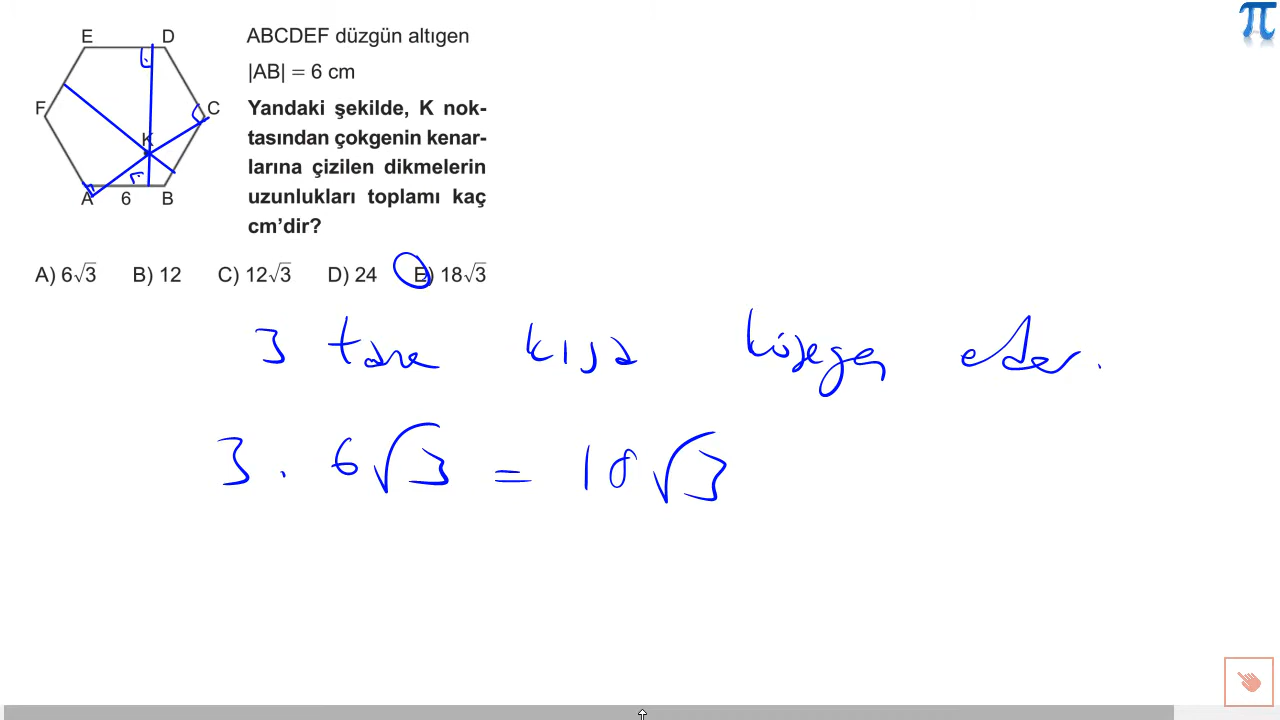 E D
F C
K
A 6 B
ABCDEF düzgün altıgen
|AB| = 6 cm
Yandaki şekilde, K nok-
tasından çokgenin kenar-
larına çizilen dikmelerin
uzunlukları toplamı kaç
cm'dir?
A) 6√3 B) 12 C) 12√3 D) 24 E) 18√3
3 tane kısa köşegen eder.
3 . 6√3 = 18√3
π